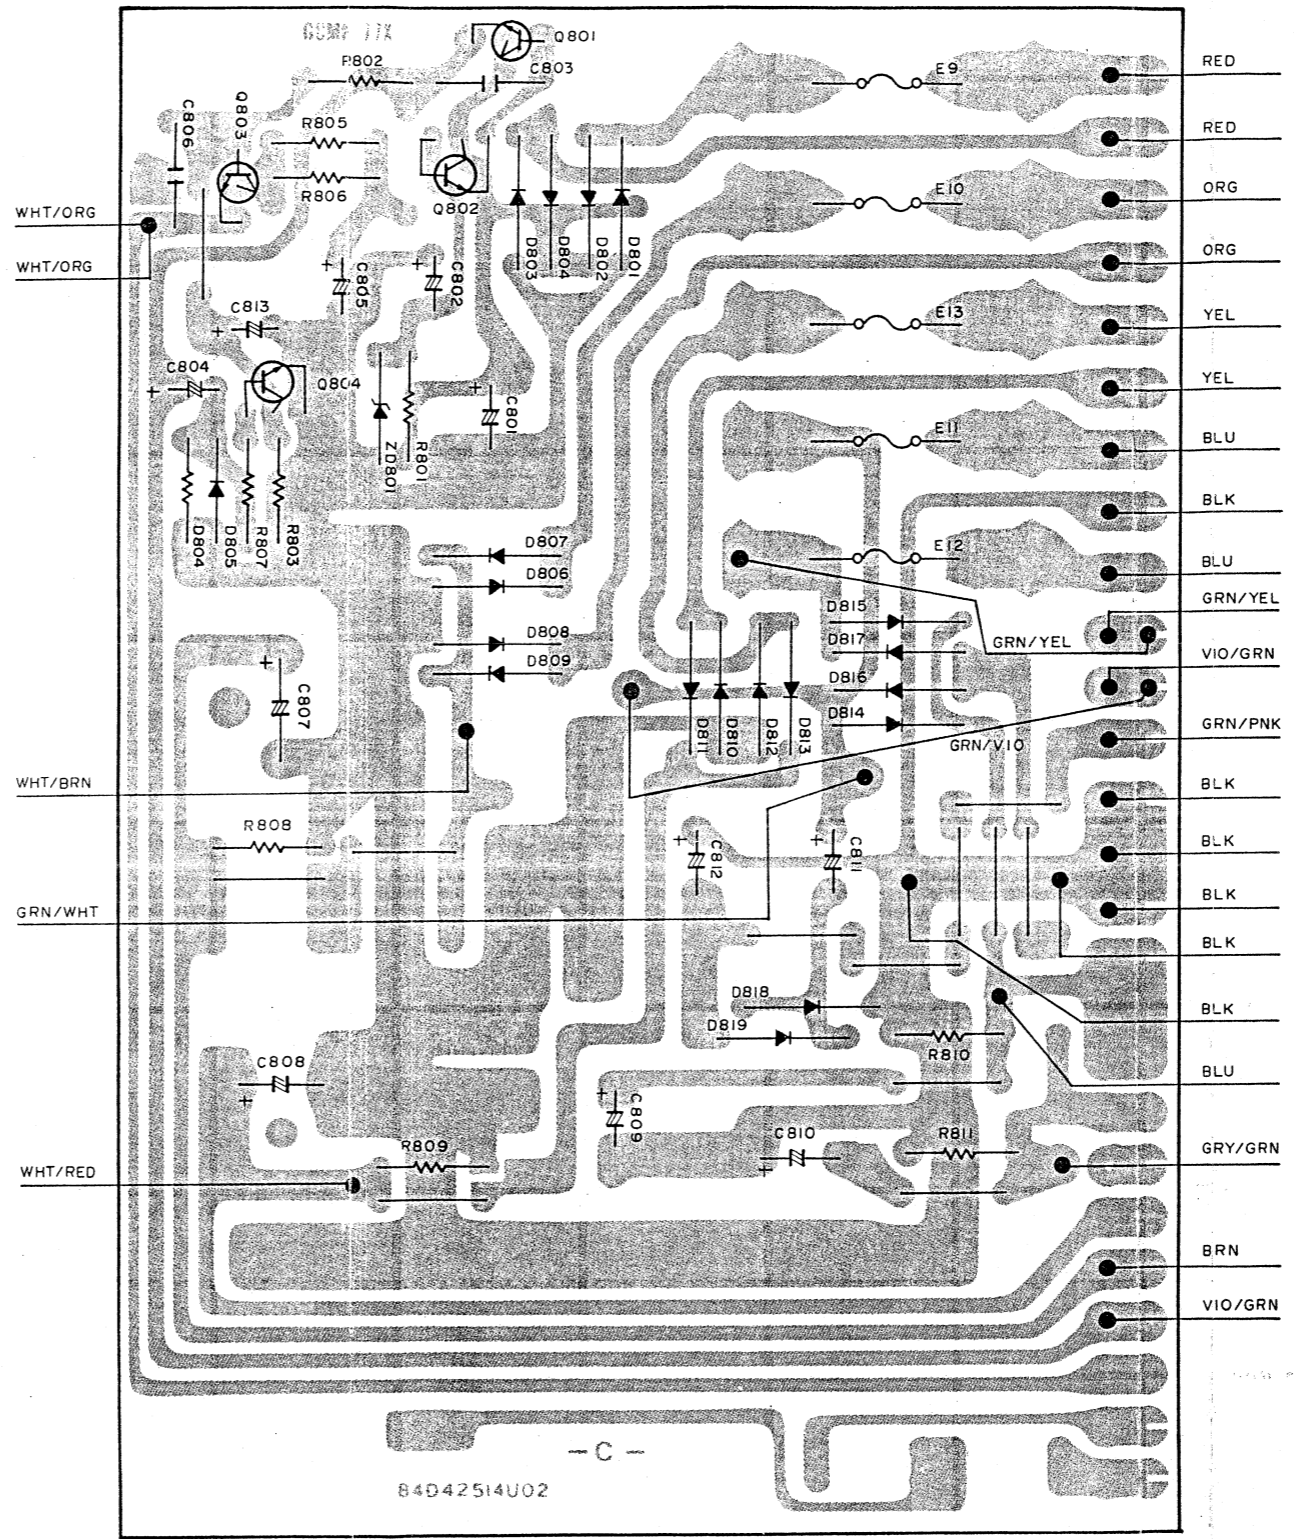 Q801
R802
C803
E9
RED
C806
Q803
R805
RED
R806
Q802
E10
ORG
WHT/ORG
D803
D804
D802
D801
ORG
WHT/ORG
C805
C802
C813
E13
YEL
C804
Q804
YEL
C801
E11
BLU
ZD801
R801
BLK
D804
D805
R807
R803
D807
E12
D806
BLU
D815
GRN/YEL
D808
D817
GRN/YEL
D809
VIO/GRN
D816
C807
D814
GRN/PNK
D811
D810
D812
D813
GRN/VIO
WHT/BRN
BLK
R808
C812
C811
BLK
GRN/WHT
BLK
BLK
D818
BLK
D819
R810
C808
BLU
C809
R809
C810
R811
GRY/GRN
WHT/RED
BRN
VIO/GRN
-C-
84D42514U02